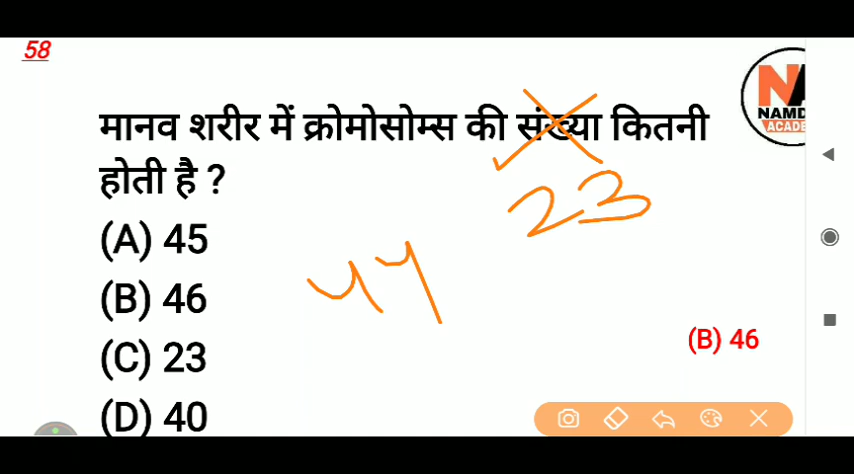 58
मानव शरीर में क्रोमोसोम्स की संख्या कितनी
होती है ?
23
(A) 45
(B) 46
(C) 23
(D) 40
(B) 46
NAMD
ACADE